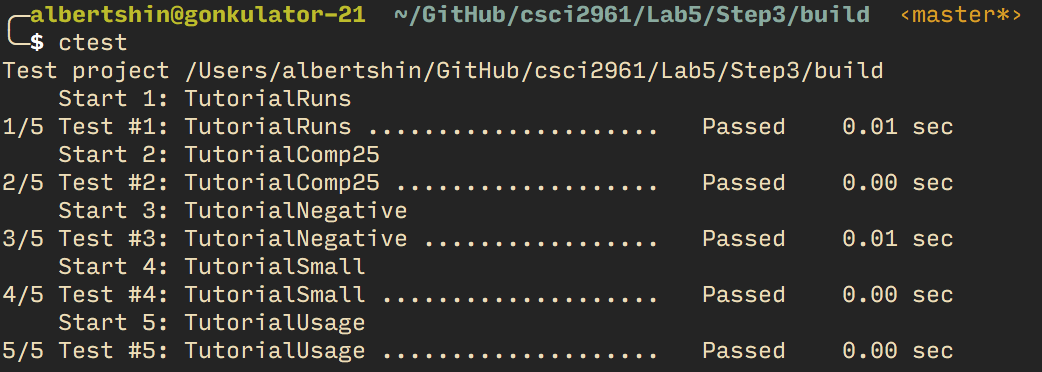 ╭─albertshin@gonkulator-21  ~/GitHub/csci2961/Lab5/Step3/build  ‹master*›
╰─$ ctest
Test project /Users/albertshin/GitHub/csci2961/Lab5/Step3/build
    Start 1: TutorialRuns
1/5 Test #1: TutorialRuns .....................   Passed    0.01 sec
    Start 2: TutorialComp25
2/5 Test #2: TutorialComp25 ...................   Passed    0.00 sec
    Start 3: TutorialNegative
3/5 Test #3: TutorialNegative .................   Passed    0.01 sec
    Start 4: TutorialSmall
4/5 Test #4: TutorialSmall ....................   Passed    0.00 sec
    Start 5: TutorialUsage
5/5 Test #5: TutorialUsage ....................   Passed    0.00 sec